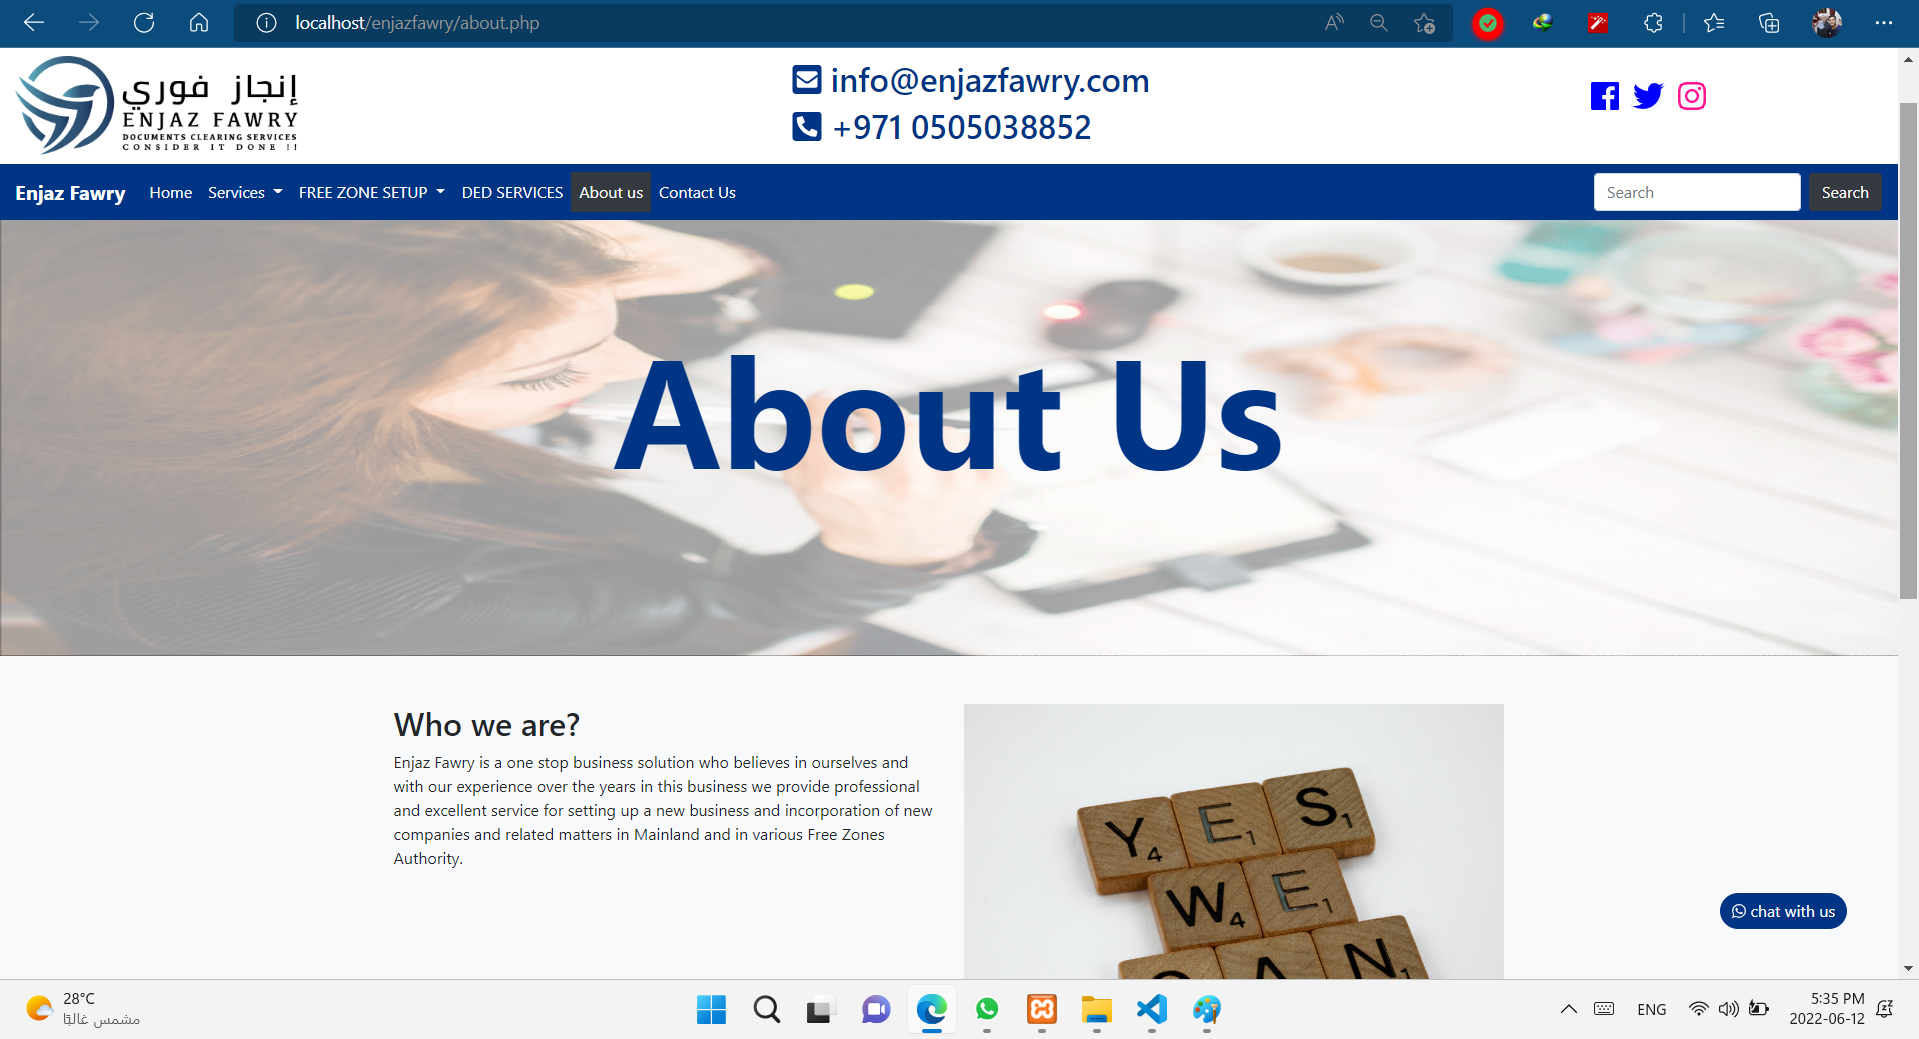 localhost/enjazfawry/about.php
إنجاز فوري
ENJAZ FAWRY
DOCUMENTS CLEARING SERVICES
CONSIDER IT DONE !!
info@enjazfawry.com
+971 0505038852
Enjaz Fawry
Home
Services
FREE ZONE SETUP
DED SERVICES
About us
Contact Us
Search
Search
About Us
Who we are?
Enjaz Fawry is a one stop business solution who believes in ourselves and
with our experience over the years in this business we provide professional
and excellent service for setting up a new business and incorporation of new
companies and related matters in Mainland and in various Free Zones
Authority.
Y4 E1 S1
W4 E1
A N1
chat with us
28°C
مشمس غالبًا
ENG
5:35 PM
2022-06-12